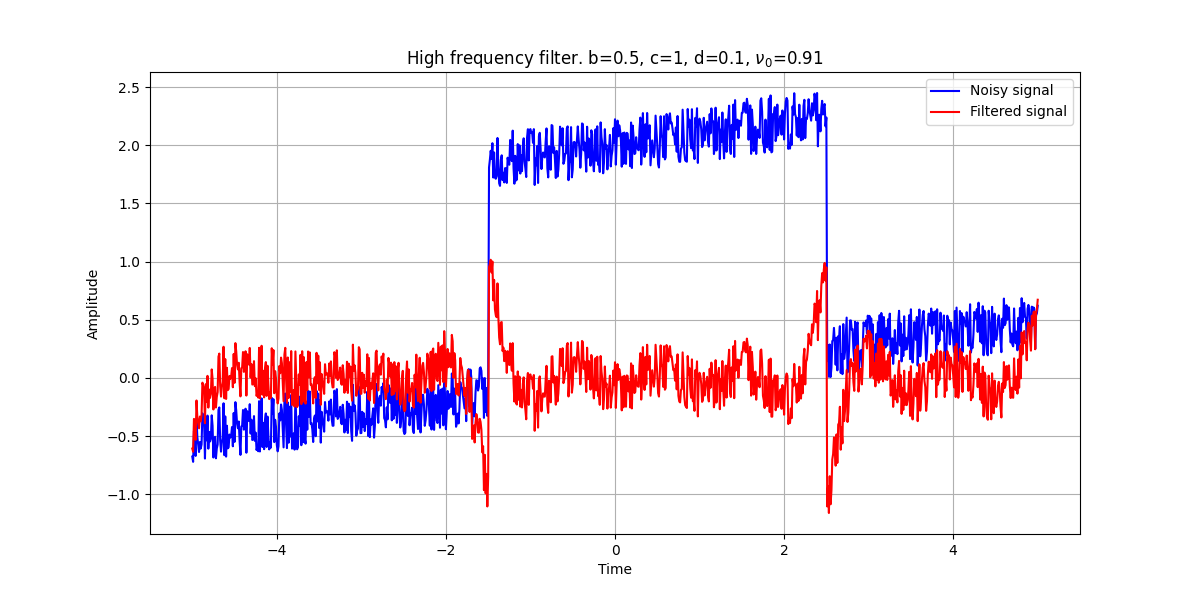 High frequency filter. b=0.5, c=1, d=0.1, ν₀=0.91
Noisy signal
Filtered signal
Amplitude
2.5
2.0
1.5
1.0
0.5
0.0
−0.5
−1.0
−4
−2
0
2
4
Time